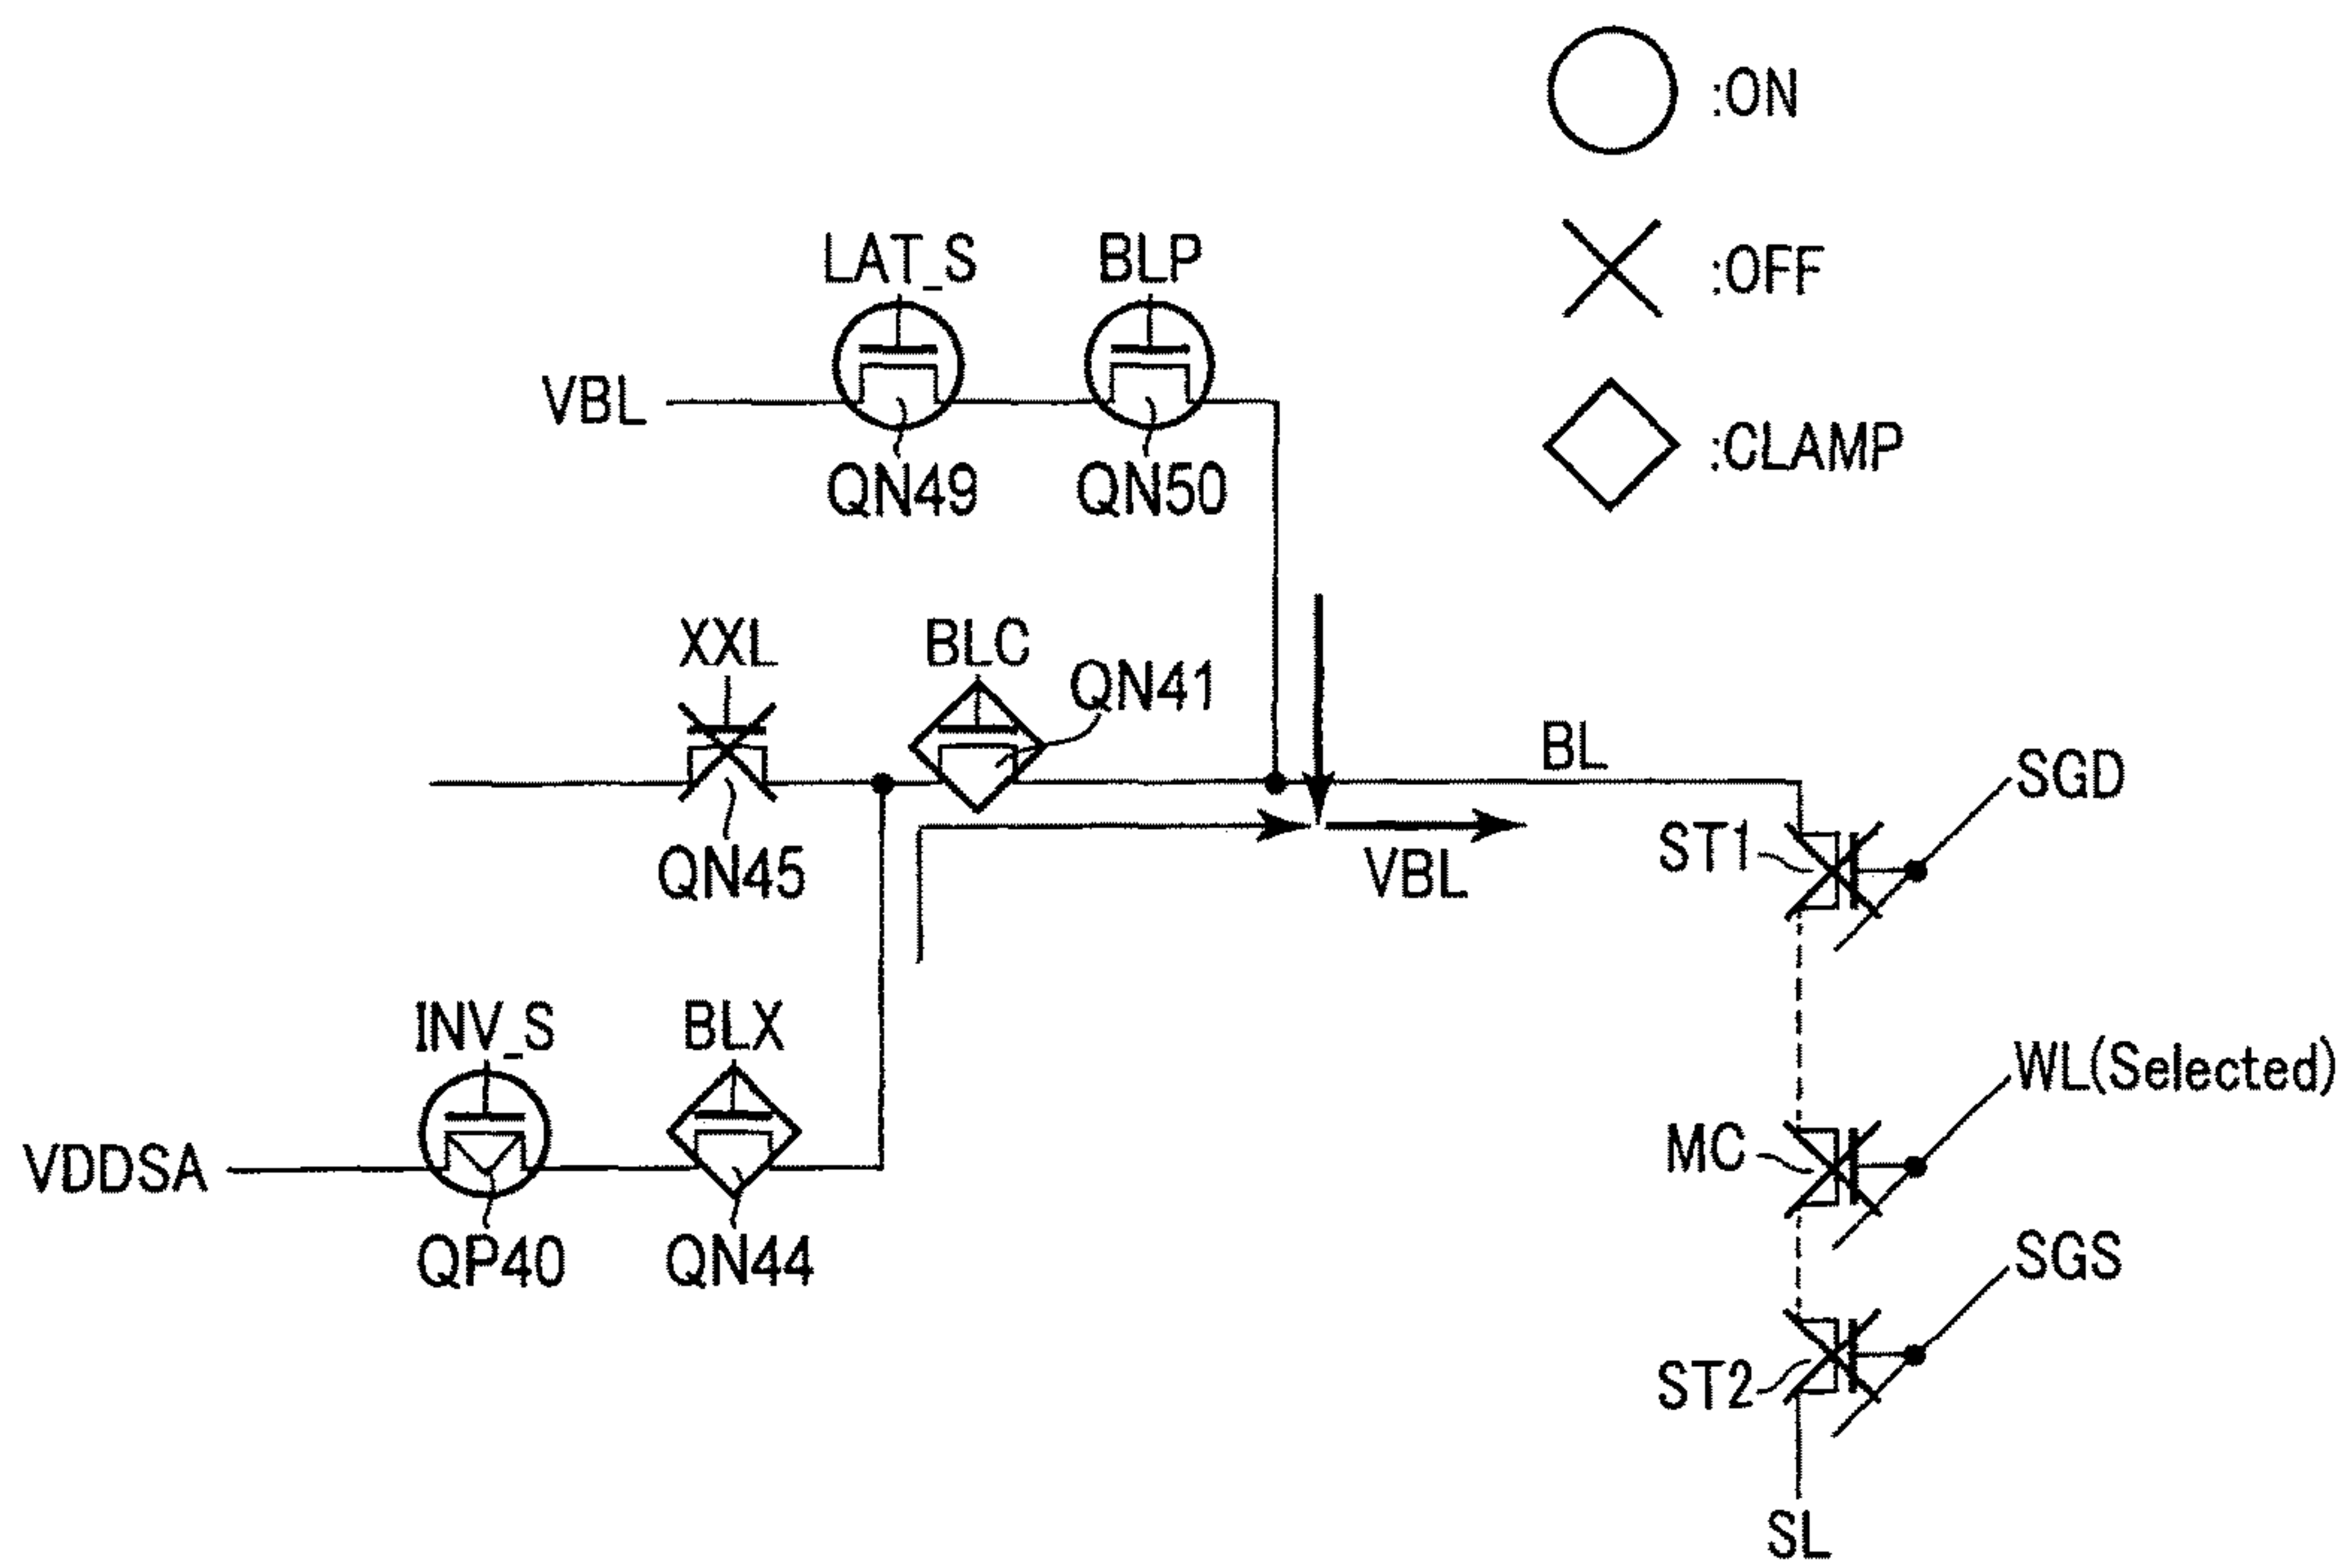 :ON
:OFF
:CLAMP
LAT_S
BLP
VBL
QN49
QN50
XXL
BLC
QN41
QN45
BL
VBL
SGD
ST1
INV_S
BLX
VDDSA
QP40
QN44
WL(Selected)
MC
SGS
ST2
SL